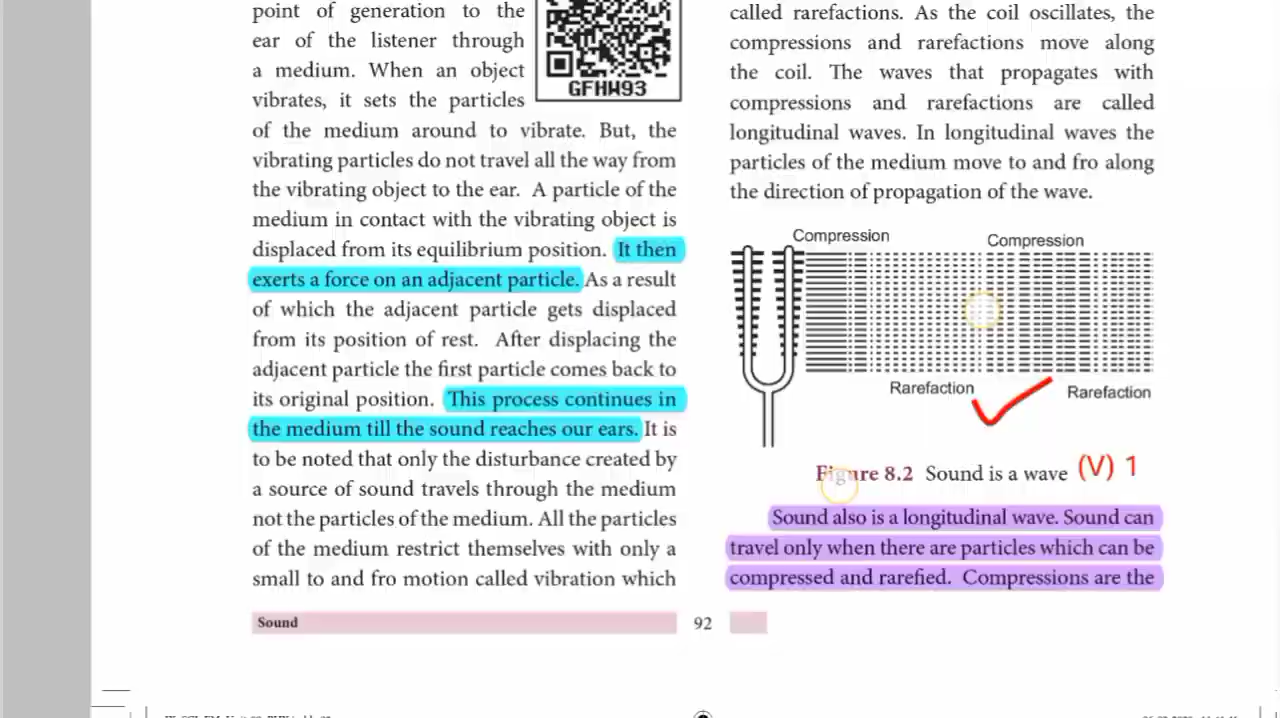 point of generation to the
ear of the listener through
a medium. When an object
vibrates, it sets the particles
of the medium around to vibrate. But, the
vibrating particles do not travel all the way from
the vibrating object to the ear. A particle of the
medium in contact with the vibrating object is
displaced from its equilibrium position. It then
exerts a force on an adjacent particle. As a result
of which the adjacent particle gets displaced
from its position of rest. After displacing the
adjacent particle the first particle comes back to
its original position. This process continues in
the medium till the sound reaches our ears. It is
to be noted that only the disturbance created by
a source of sound travels through the medium
not the particles of the medium. All the particles
of the medium restrict themselves with only a
small to and fro motion called vibration which
GFHW93
called rarefactions. As the coil oscillates, the
compressions and rarefactions move along
the coil. The waves that propagates with
compressions and rarefactions are called
longitudinal waves. In longitudinal waves the
particles of the medium move to and fro along
the direction of propagation of the wave.
Compression
Compression
Rarefaction
Rarefaction
Figure 8.2 Sound is a wave (V) 1
Sound also is a longitudinal wave. Sound can
travel only when there are particles which can be
compressed and rarefied. Compressions are the
Sound
92